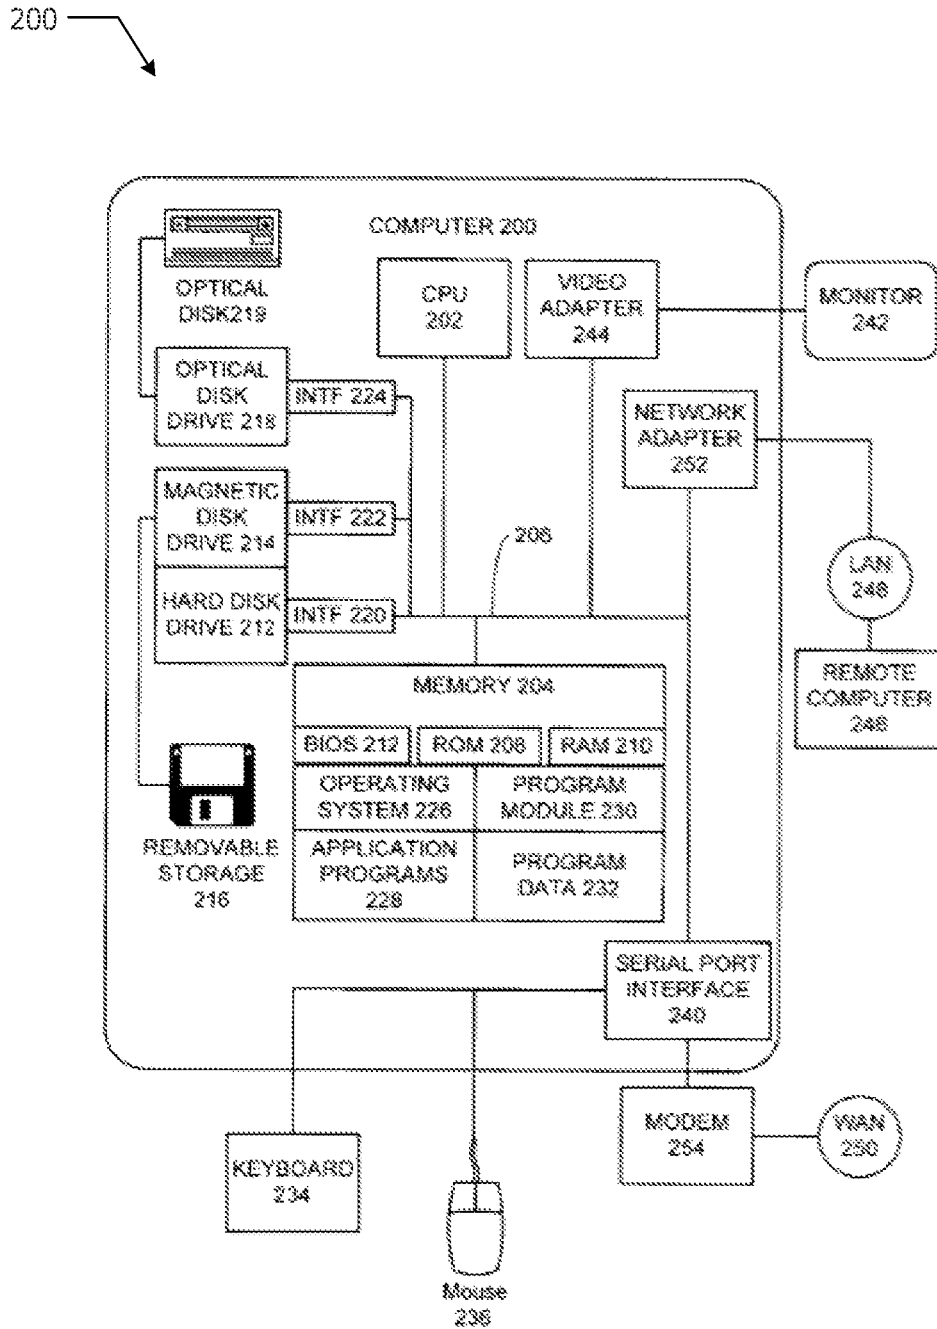 200
COMPUTER 200
OPTICAL
DISK219
CPU
202
VIDEO
ADAPTER
244
MONITOR
242
OPTICAL
DISK
DRIVE 218
INTF 224
NETWORK
ADAPTER
252
MAGNETIC
DISK
DRIVE 214
INTF 222
206
LAN
248
HARD DISK
DRIVE 212
INTF 220
REMOTE
COMPUTER
246
MEMORY 204
BIOS 212
ROM 208
RAM 210
OPERATING
SYSTEM 226
PROGRAM
MODULE 230
REMOVABLE
STORAGE
216
APPLICATION
PROGRAMS
228
PROGRAM
DATA 232
SERIAL PORT
INTERFACE
240
MODEM
254
WAN
250
KEYBOARD
234
Mouse
236